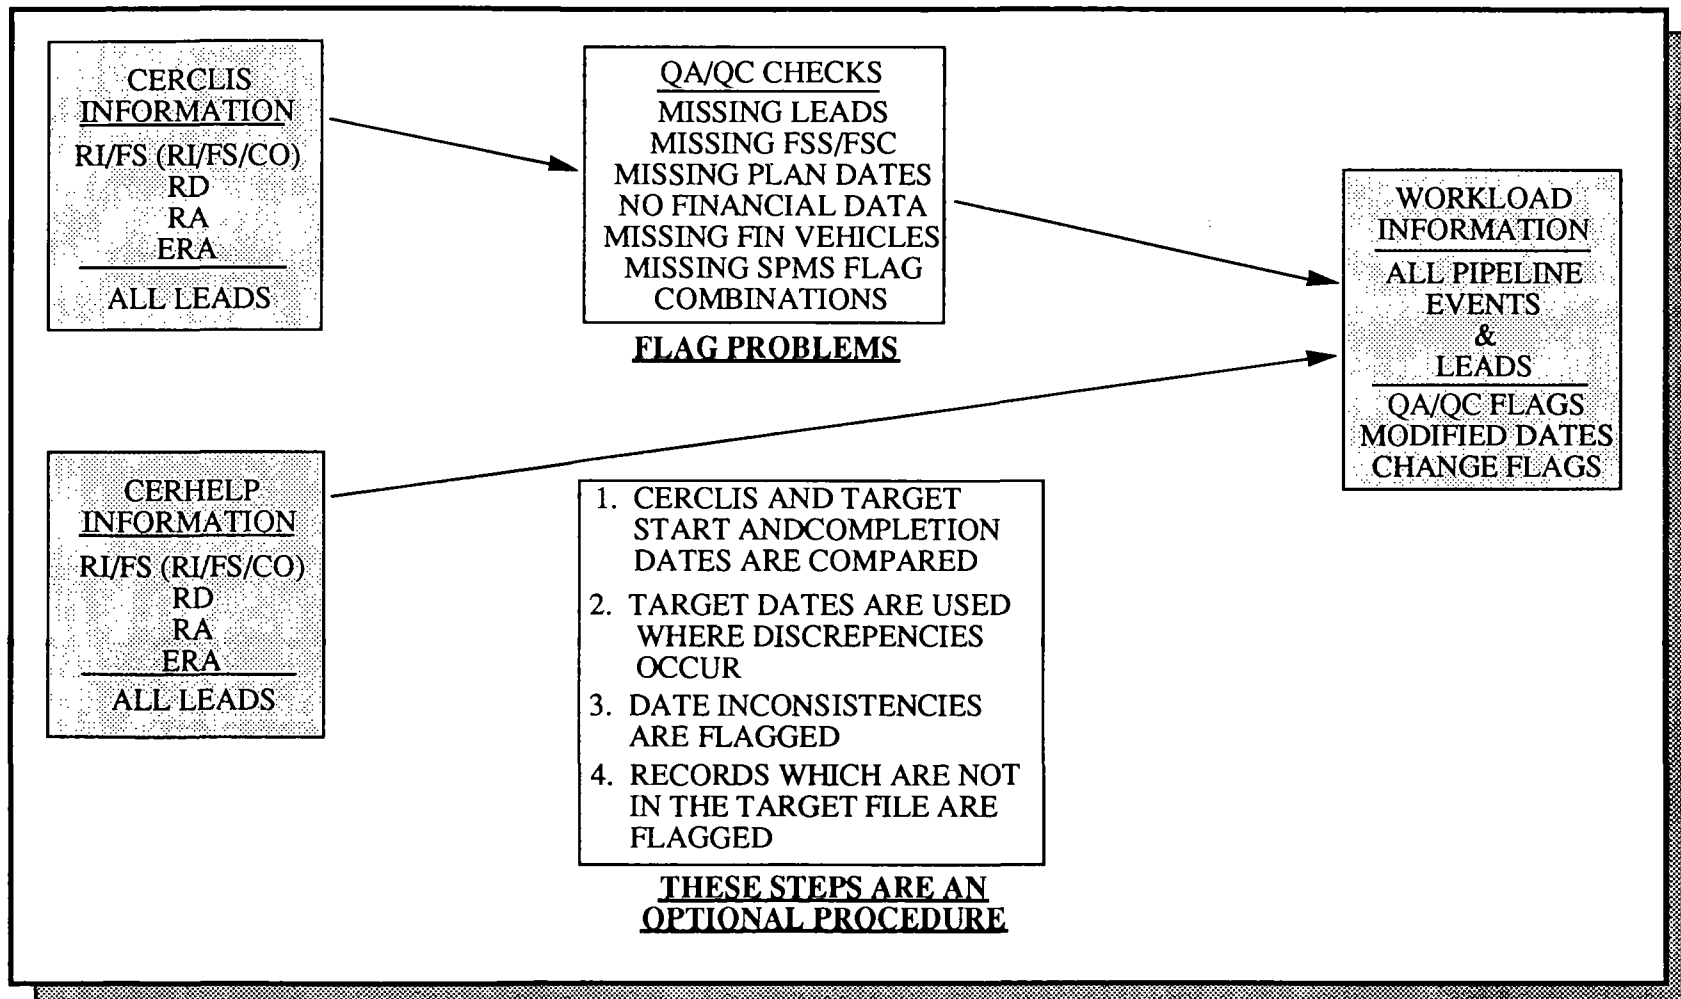 CERCLIS
INFORMATION
RI/FS (RI/FS/CO)
RD
RA
ERA
ALL LEADS
QA/QC CHECKS
MISSING LEADS
MISSING FSS/FSC
MISSING PLAN DATES
NO FINANCIAL DATA
MISSING FIN VEHICLES
MISSING SPMS FLAG
COMBINATIONS
FLAG PROBLEMS
WORKLOAD
INFORMATION
ALL PIPELINE
EVENTS
&
LEADS
QA/QC FLAGS
MODIFIED DATES
CHANGE FLAGS
CERHELP
INFORMATION
RI/FS (RI/FS/CO)
RD
RA
ERA
ALL LEADS
1. CERCLIS AND TARGET
START ANDCOMPLETION
DATES ARE COMPARED
2. TARGET DATES ARE USED
WHERE DISCREPENCIES
OCCUR
3. DATE INCONSISTENCIES
ARE FLAGGED
4. RECORDS WHICH ARE NOT
IN THE TARGET FILE ARE
FLAGGED
THESE STEPS ARE AN
OPTIONAL PROCEDURE